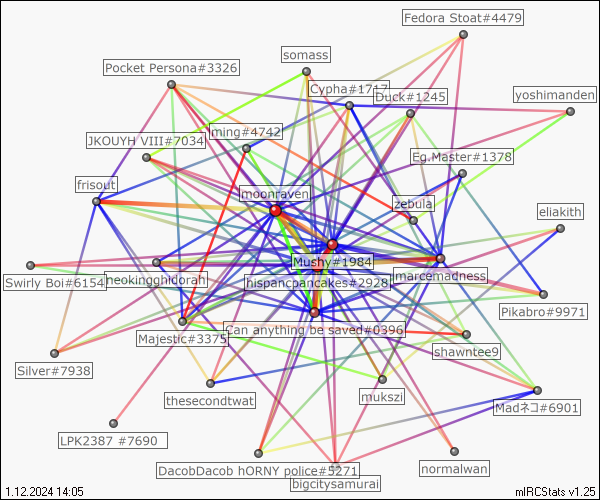 Fedora Stoat#4479
somass
Pocket Persona#3326
Cypha#1717
Duck#1245
yoshimanden
ming#4742
JKOUYH VIII#7034
Eg.Master#1378
frisout
moonraven
zebula
eliakith
Mushy#1984
Swirly Boi#6154
neokingghidorah
hispancpancakes#2928
marcemadness
Pikabro#9971
Can anything be saved#0396
Majestic#3375
shawntee9
Silver#7938
thesecondtwat
mukszi
Madネコ#6901
LPK2387 #7690
DacobDacob hORNY police#5271
normalwan
bigcitysamurai
1.12.2024 14:05
mIRCStats v1.25